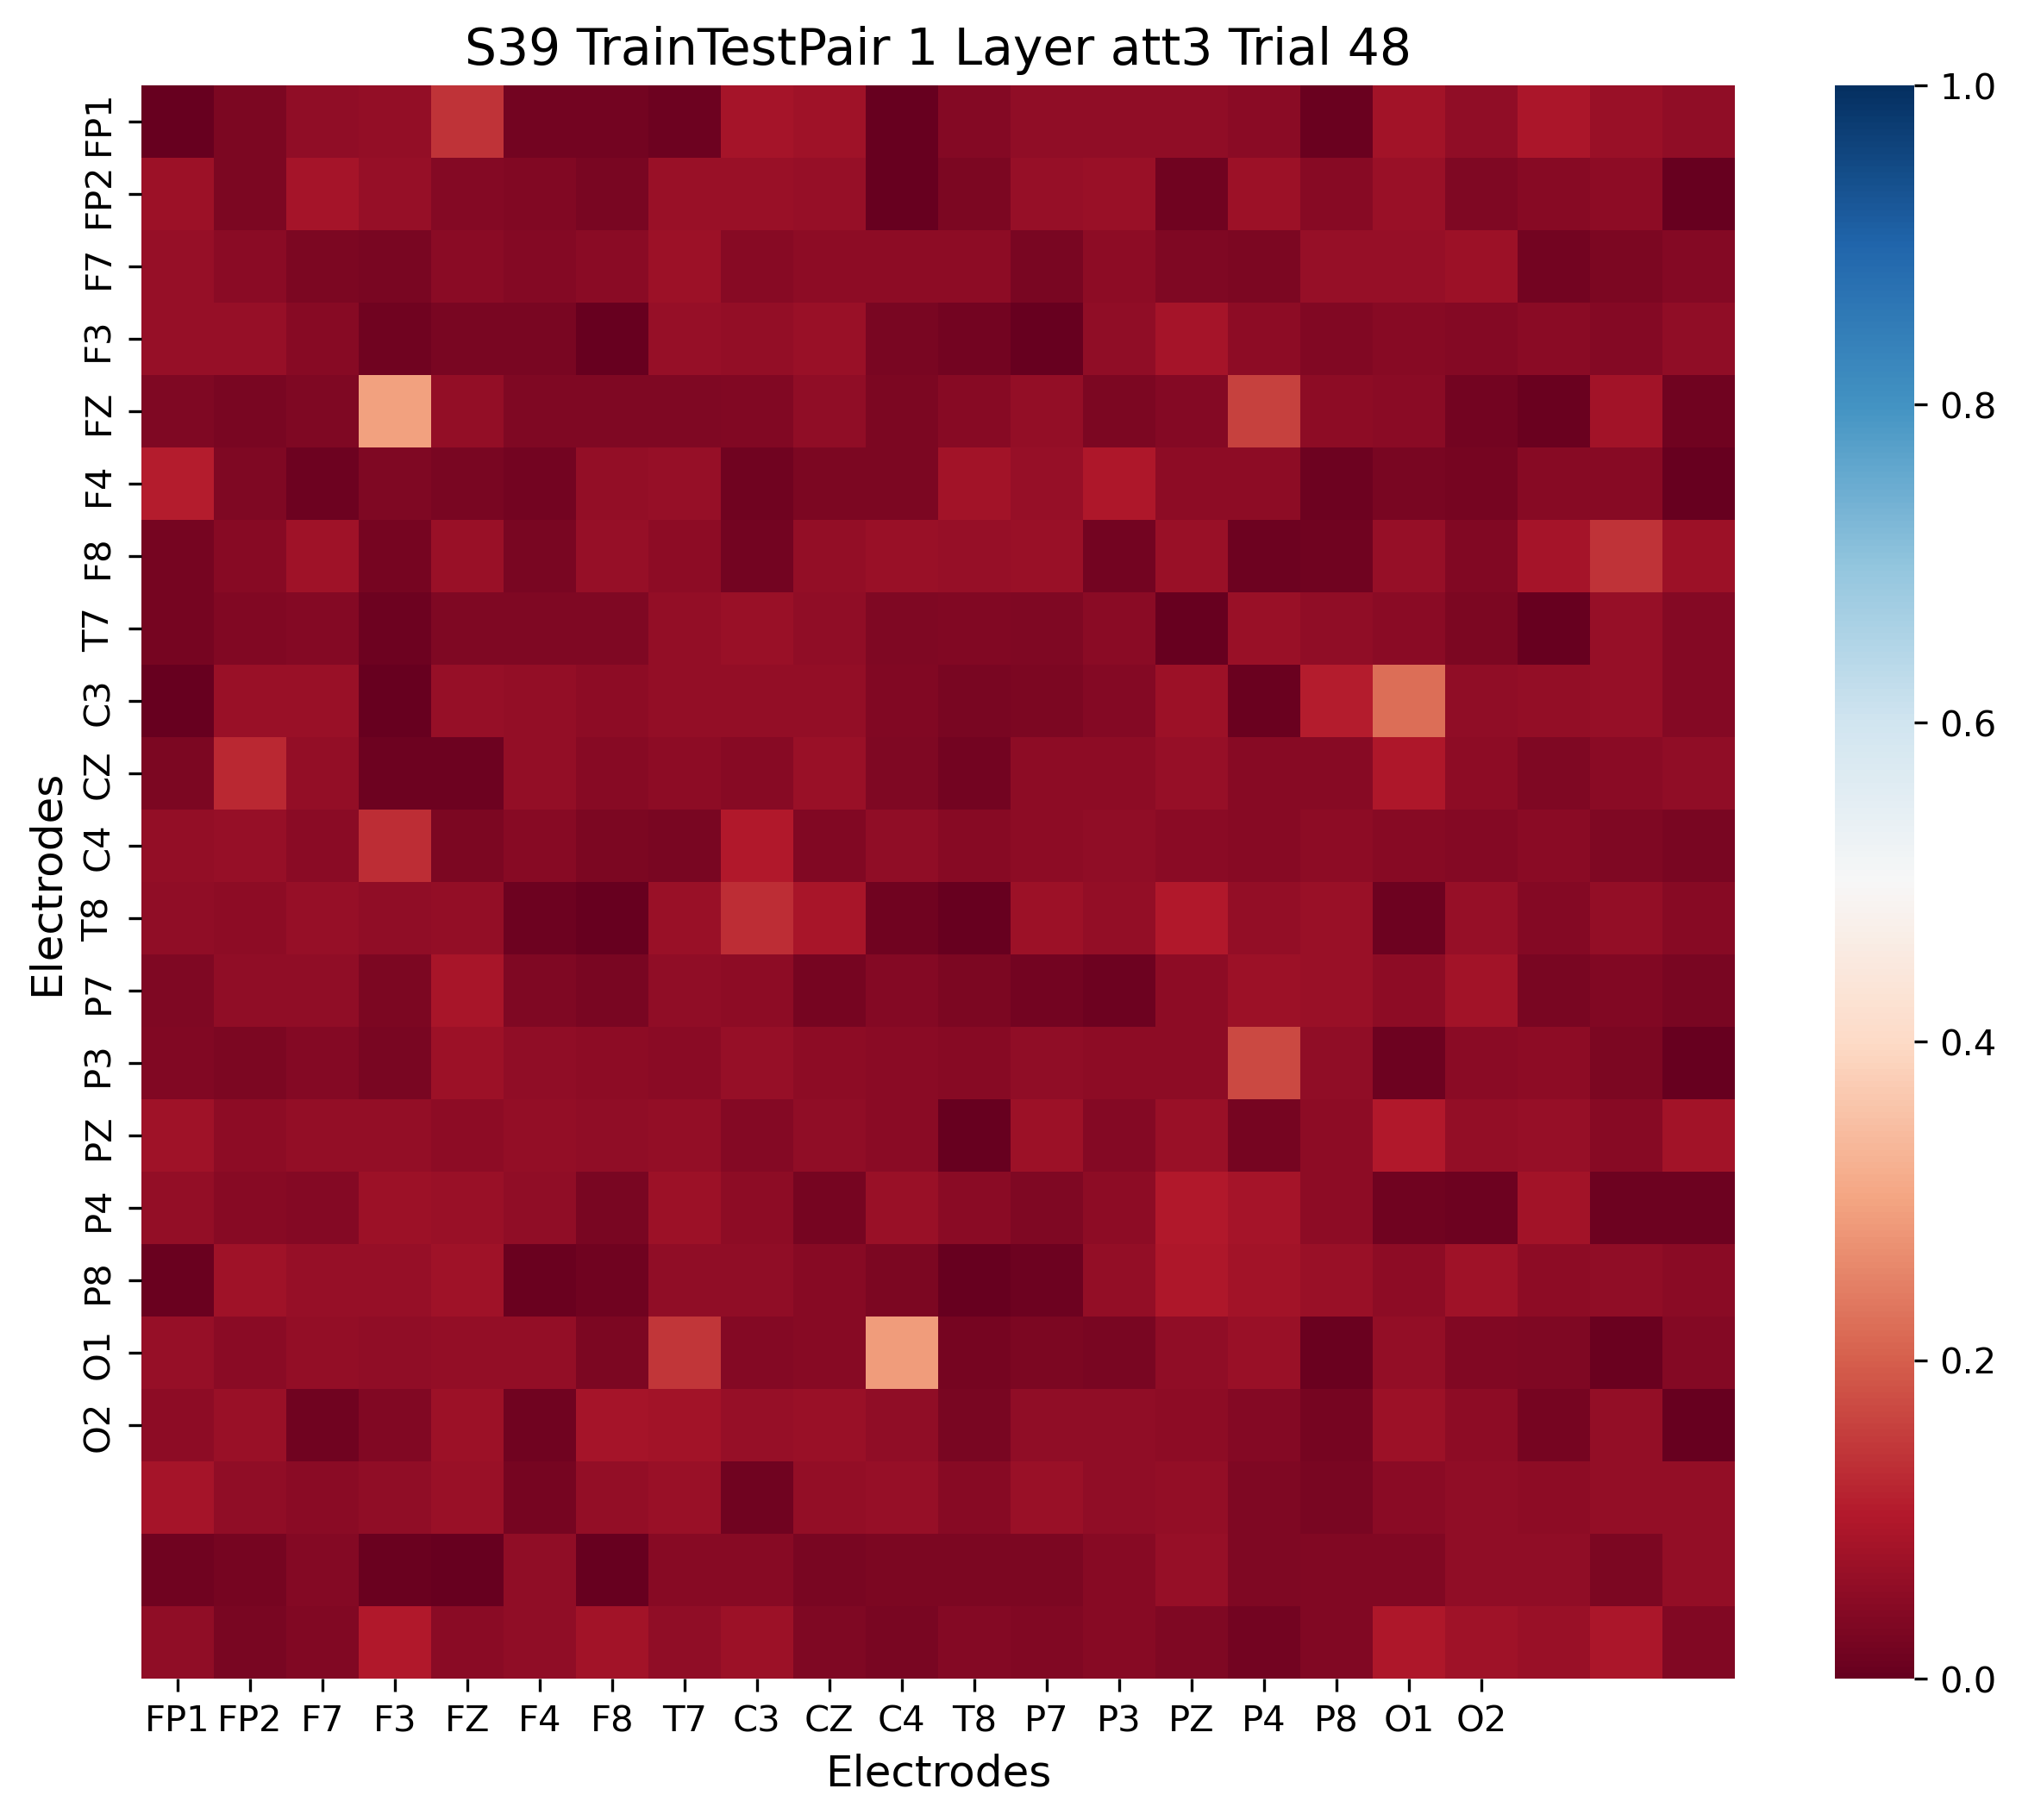 S39 TrainTestPair 1 Layer att3 Trial 48
Electrodes
FP1
FP2
F7
F3
FZ
F4
F8
T7
C3
CZ
C4
T8
P7
P3
PZ
P4
P8
O1
O2
FP1 FP2 F7 F3 FZ F4 F8 T7 C3 CZ C4 T8 P7 P3 PZ P4 P8 O1 O2
Electrodes
1.0
0.8
0.6
0.4
0.2
0.0